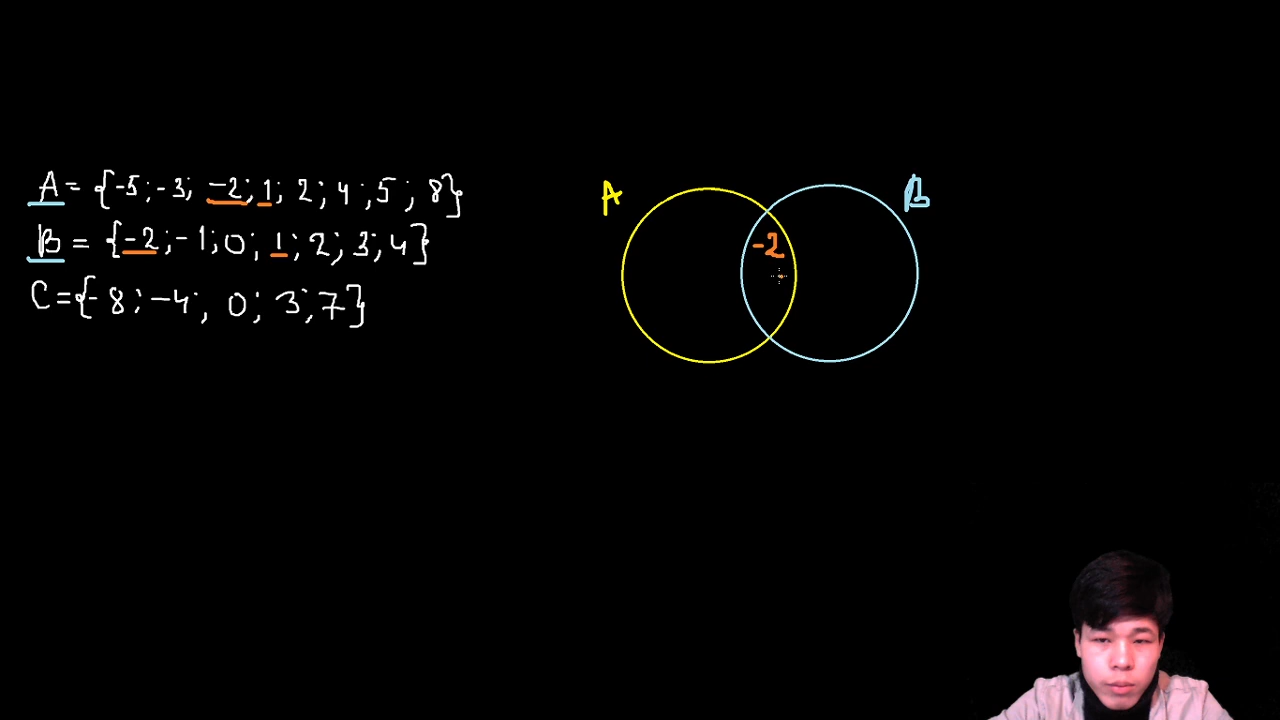 A = {-5; -3; -2; 1; 2; 4; 5; 8}
B = {-2; -1; 0; 1; 2; 3; 4}
C = {-8; -4; 0; 3; 7}
A B
-2